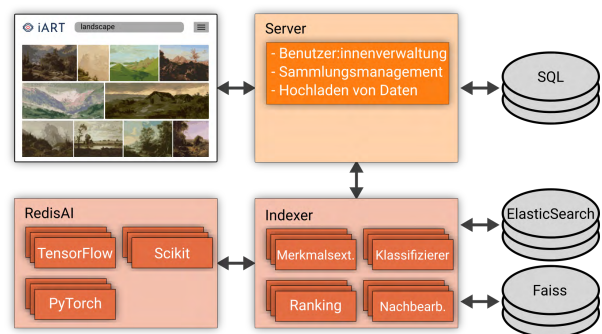 iART
landscape
Server
- Benutzer:innenverwaltung
- Sammlungsmanagement
- Hochladen von Daten
SQL
RedisAI
TensorFlow
Scikit
PyTorch
Indexer
Merkmalsext.
Klassifizierer
Ranking
Nachbearb.
ElasticSearch
Faiss